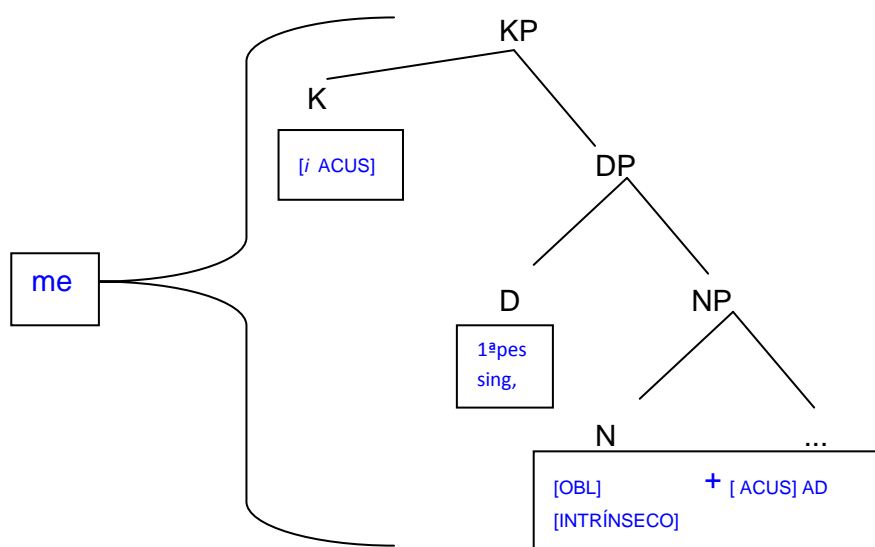 KP
K
[i ACUS]
DP
me
D
NP
1ªpes
sing,
N ...
[OBL] + [ ACUS] AD
[INTRÍNSECO]